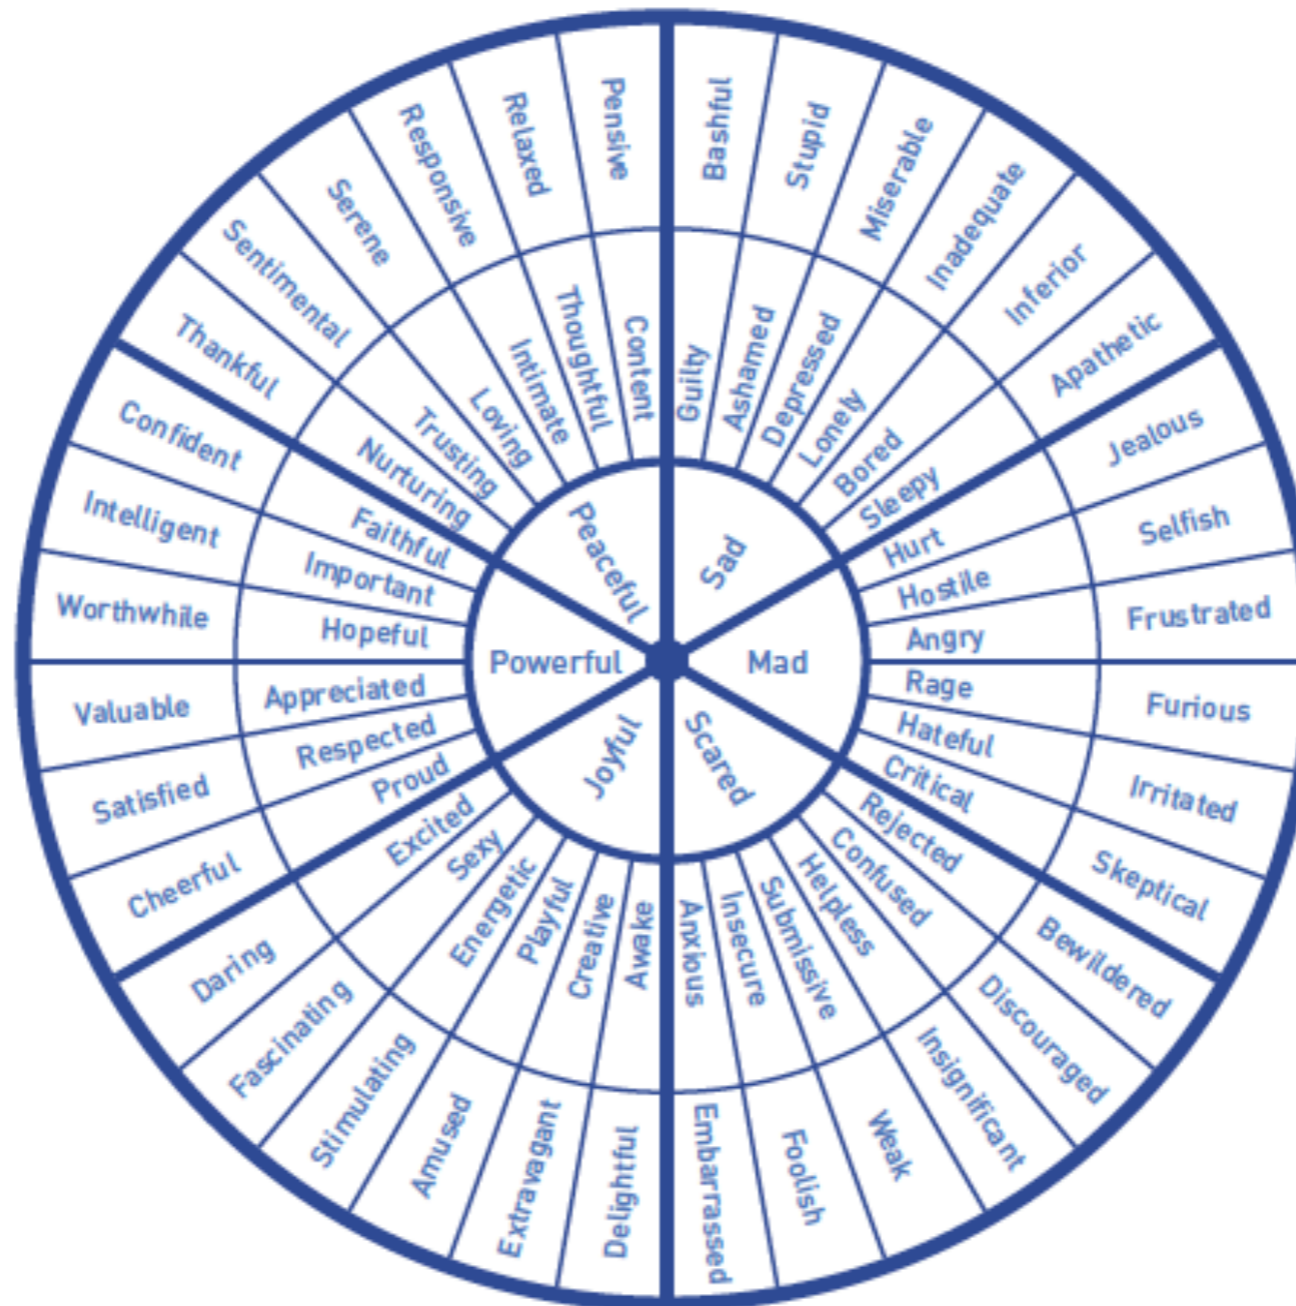 Bashful
Stupid
Miserable
Inadequate
Inferior
Apathetic
Jealous
Selfish
Frustrated
Furious
Irritated
Skeptical
Bewildered
Discouraged
Insignificant
Weak
Foolish
Embarrassed
Delightful
Extravagant
Amused
Stimulating
Fascinating
Daring
Cheerful
Satisfied
Valuable
Worthwhile
Intelligent
Confident
Thankful
Sentimental
Serene
Responsive
Relaxed
Pensive
Guilty
Ashamed
Depressed
Lonely
Bored
Sleepy
Hurt
Hostile
Angry
Rage
Hateful
Critical
Rejected
Confused
Helpless
Submissive
Insecure
Anxious
Awake
Creative
Playful
Energetic
Sexy
Excited
Proud
Respected
Appreciated
Hopeful
Important
Faithful
Nurturing
Trusting
Loving
Intimate
Thoughtful
Content
Sad
Mad
Scared
Joyful
Powerful
Peaceful